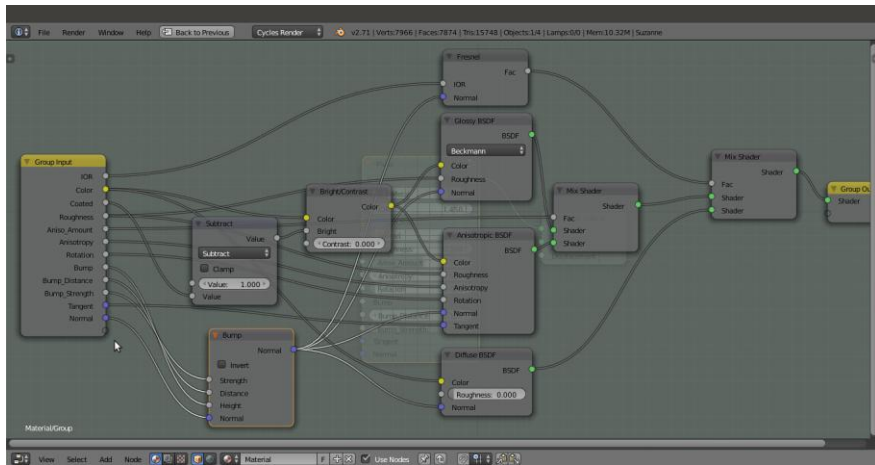 File Render Window Help Back to Previous Cycles Render v2.71 | Verts:7966 | Faces:7874 | Tris:15748 | Objects:1/4 | Lamps:0/0 | Mem:10.32M | Suzanne
Group Input
IOR
Color
Coated
Roughness
Aniso_Amount
Anisotropy
Rotation
Bump
Bump_Distance
Bump_Strength
Tangent
Normal
Subtract
Value
Subtract
Clamp
Value: 1.000
Value
Bump
Normal
Invert
Strength
Distance
Height
Normal
Bright/Contrast
Color
Color
Bright
Contrast: 0.000
Fresnel
Fac
IOR
Normal
Glossy BSDF
BSDF
Beckmann
Color
Roughness
Normal
Anisotropic BSDF
BSDF
Color
Roughness
Anisotropy
Rotation
Normal
Tangent
Diffuse BSDF
BSDF
Color
Roughness: 0.000
Normal
Mix Shader
Shader
Fac
Shader
Shader
Mix Shader
Shader
Fac
Shader
Shader
Group Ou
Shader
Material/Group
View Select Add Node Material F Use Nodes